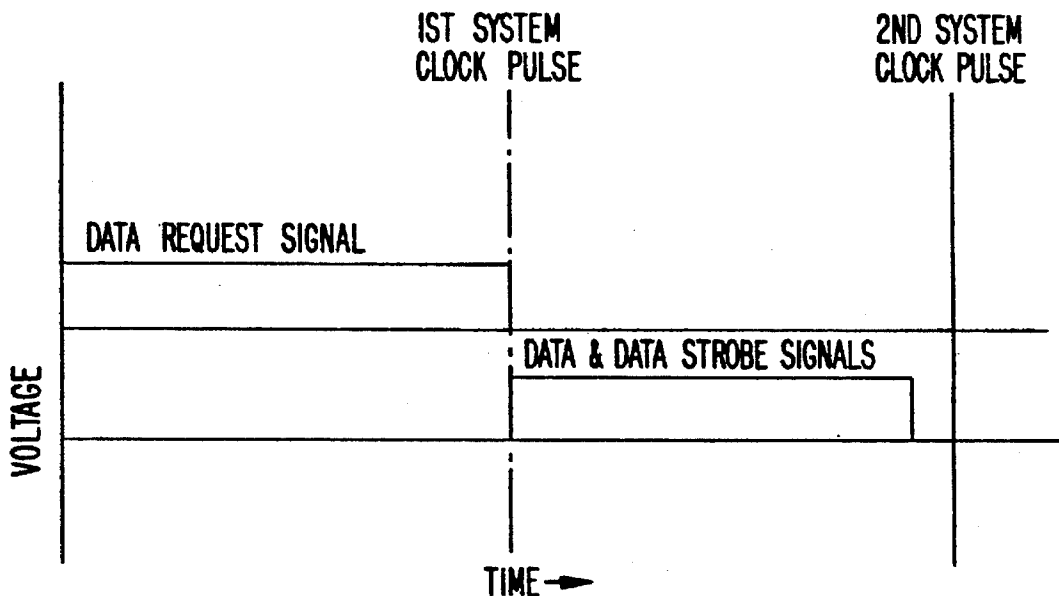 1ST SYSTEM
CLOCK PULSE
2ND SYSTEM
CLOCK PULSE
DATA REQUEST SIGNAL
DATA & DATA STROBE SIGNALS
VOLTAGE
TIME